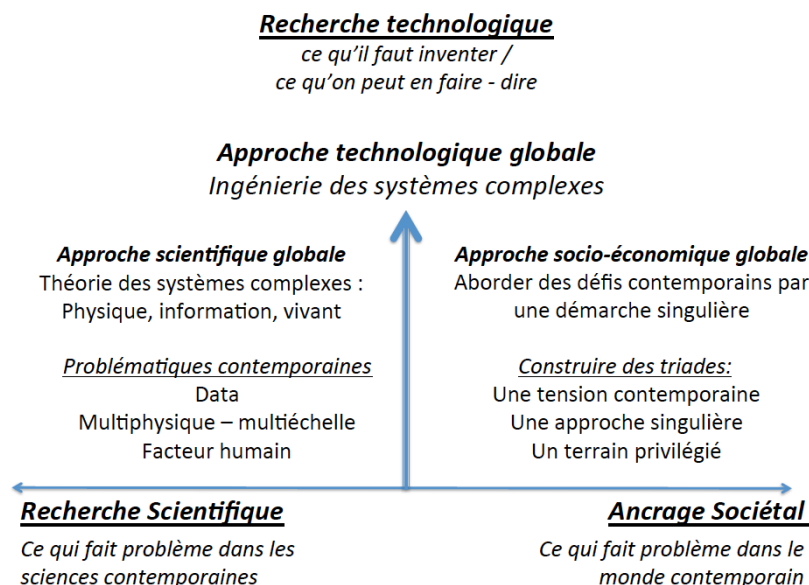 Recherche technologique
ce qu’il faut inventer /
ce qu’on peut en faire - dire
Approche technologique globale
Ingénierie des systèmes complexes
Approche scientifique globale
Théorie des systèmes complexes :
Physique, information, vivant
Problématiques contemporaines
Data
Multiphysique – multiéchelle
Facteur humain
Approche socio-économique globale
Aborder des défis contemporains par
une démarche singulière
Construire des triades:
Une tension contemporaine
Une approche singulière
Un terrain privilégié
Recherche Scientifique
Ce qui fait problème dans les
sciences contemporaines
Ancrage Sociétal
Ce qui fait problème dans le
monde contemporain